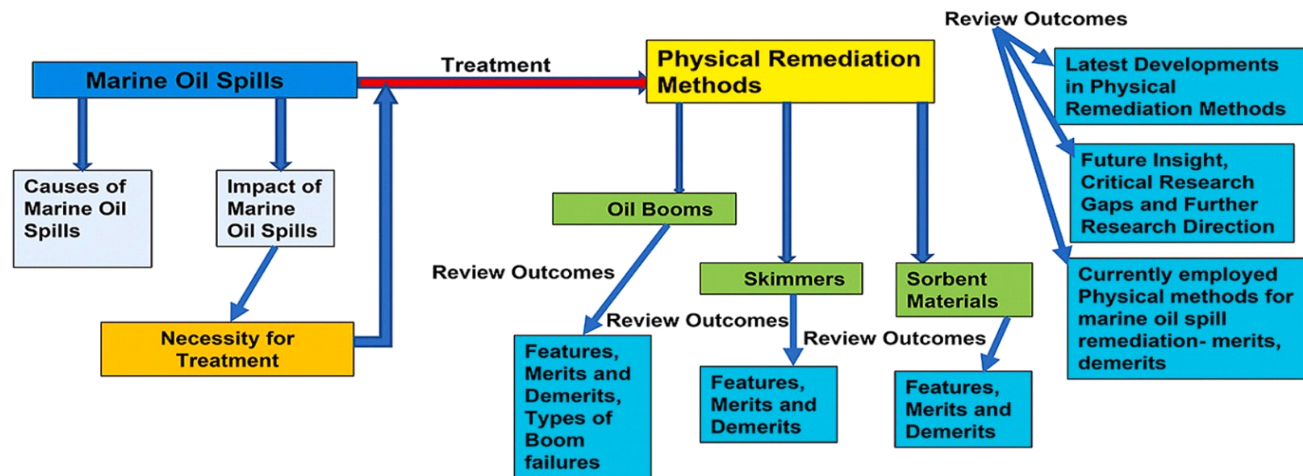 Marine Oil Spills
Causes of
Marine Oil
Spills
Impact of
Marine
Oil Spills
Necessity for
Treatment
Treatment
Physical Remediation
Methods
Oil Booms
Review Outcomes
Features,
Merits and
Demerits,
Types of
Boom
failures
Skimmers
Review Outcomes
Features,
Merits and
Demerits
Sorbent
Materials
Review Outcomes
Features,
Merits and
Demerits
Review Outcomes
Latest Developments
in Physical
Remediation Methods
Future Insight,
Critical Research
Gaps and Further
Research Direction
Currently employed
Physical methods for
marine oil spill
remediation- merits,
demerits